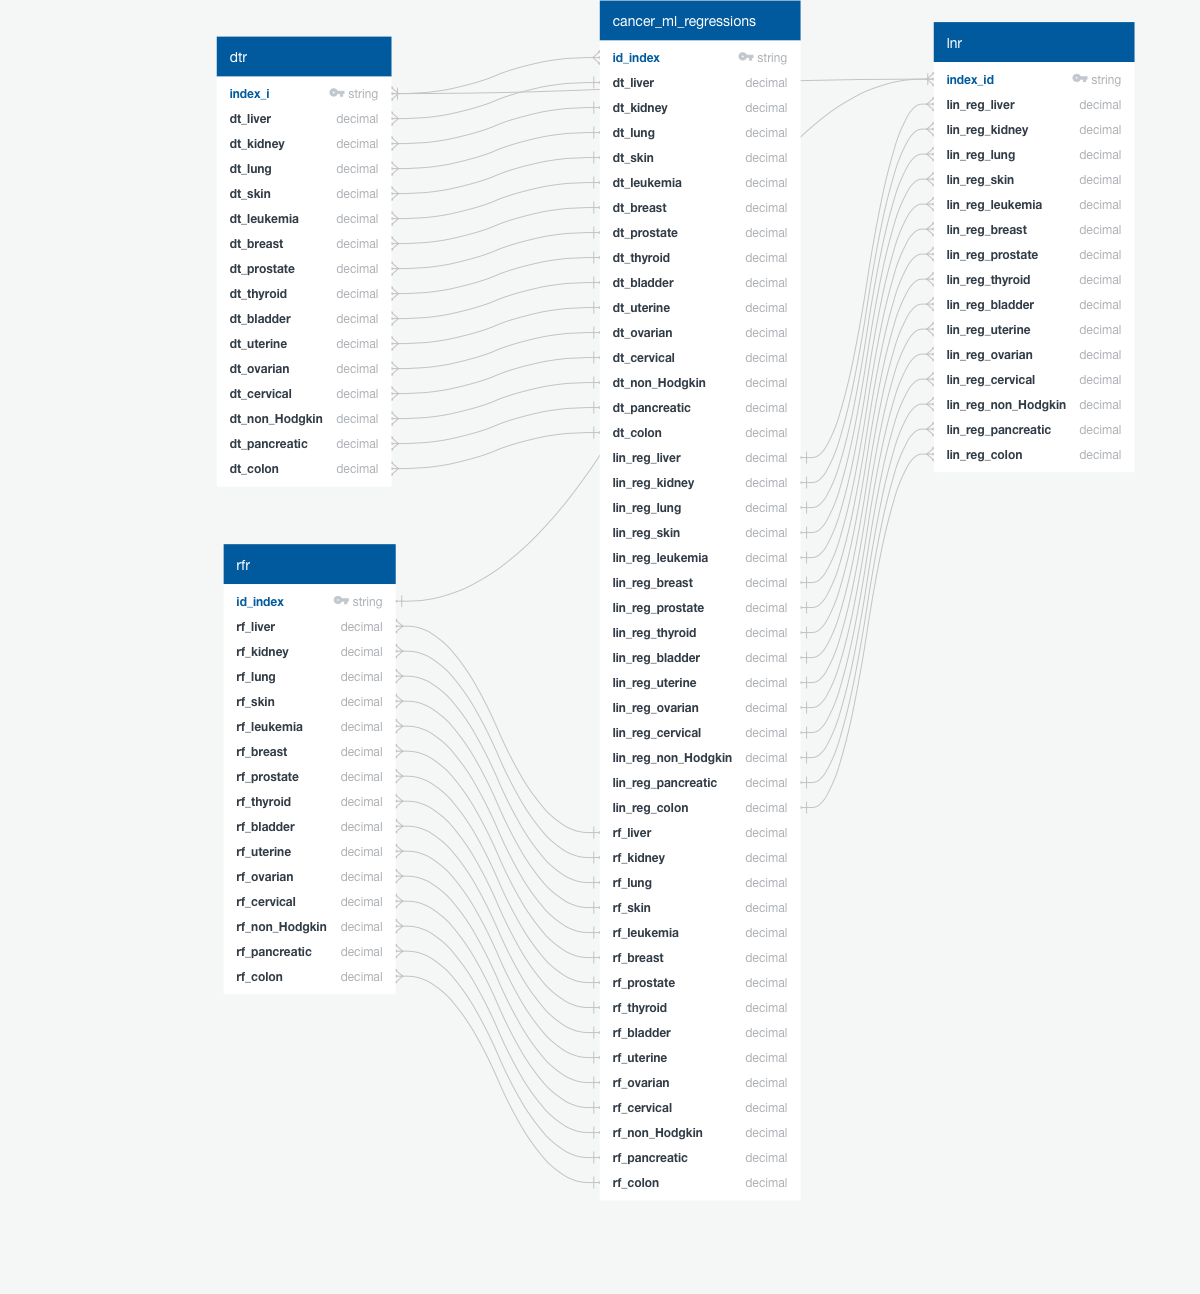 dtr
index_i string
dt_liver decimal
dt_kidney decimal
dt_lung decimal
dt_skin decimal
dt_leukemia decimal
dt_breast decimal
dt_prostate decimal
dt_thyroid decimal
dt_bladder decimal
dt_uterine decimal
dt_ovarian decimal
dt_cervical decimal
dt_non_Hodgkin decimal
dt_pancreatic decimal
dt_colon decimal
rfr
id_index string
rf_liver decimal
rf_kidney decimal
rf_lung decimal
rf_skin decimal
rf_leukemia decimal
rf_breast decimal
rf_prostate decimal
rf_thyroid decimal
rf_bladder decimal
rf_uterine decimal
rf_ovarian decimal
rf_cervical decimal
rf_non_Hodgkin decimal
rf_pancreatic decimal
rf_colon decimal
cancer_ml_regressions
id_index string
dt_liver decimal
dt_kidney decimal
dt_lung decimal
dt_skin decimal
dt_leukemia decimal
dt_breast decimal
dt_prostate decimal
dt_thyroid decimal
dt_bladder decimal
dt_uterine decimal
dt_ovarian decimal
dt_cervical decimal
dt_non_Hodgkin decimal
dt_pancreatic decimal
dt_colon decimal
lin_reg_liver decimal
lin_reg_kidney decimal
lin_reg_lung decimal
lin_reg_skin decimal
lin_reg_leukemia decimal
lin_reg_breast decimal
lin_reg_prostate decimal
lin_reg_thyroid decimal
lin_reg_bladder decimal
lin_reg_uterine decimal
lin_reg_ovarian decimal
lin_reg_cervical decimal
lin_reg_non_Hodgkin decimal
lin_reg_pancreatic decimal
lin_reg_colon decimal
rf_liver decimal
rf_kidney decimal
rf_lung decimal
rf_skin decimal
rf_leukemia decimal
rf_breast decimal
rf_prostate decimal
rf_thyroid decimal
rf_bladder decimal
rf_uterine decimal
rf_ovarian decimal
rf_cervical decimal
rf_non_Hodgkin decimal
rf_pancreatic decimal
rf_colon decimal
lnr
index_id string
lin_reg_liver decimal
lin_reg_kidney decimal
lin_reg_lung decimal
lin_reg_skin decimal
lin_reg_leukemia decimal
lin_reg_breast decimal
lin_reg_prostate decimal
lin_reg_thyroid decimal
lin_reg_bladder decimal
lin_reg_uterine decimal
lin_reg_ovarian decimal
lin_reg_cervical decimal
lin_reg_non_Hodgkin decimal
lin_reg_pancreatic decimal
lin_reg_colon decimal